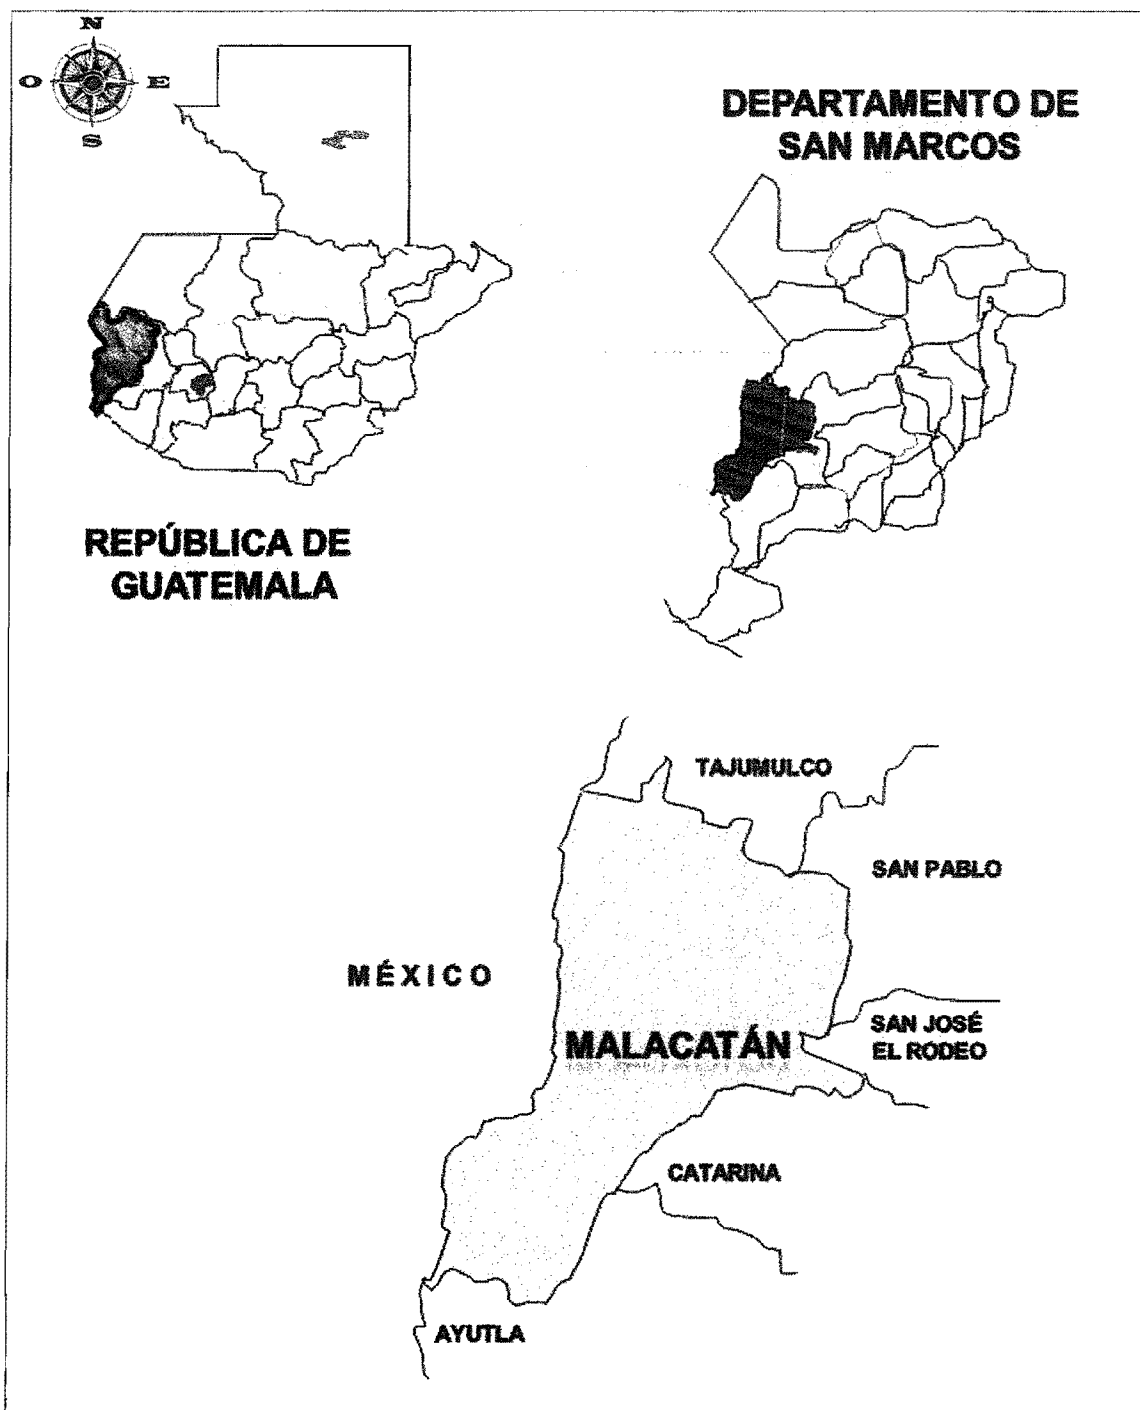 N
O
E
S
DEPARTAMENTO DE
SAN MARCOS
REPÚBLICA DE
GUATEMALA
TAJUMULCO
SAN PABLO
MÉXICO
SAN JOSÉ
EL RODEO
MALACATÁN
CATARINA
AYUTLA